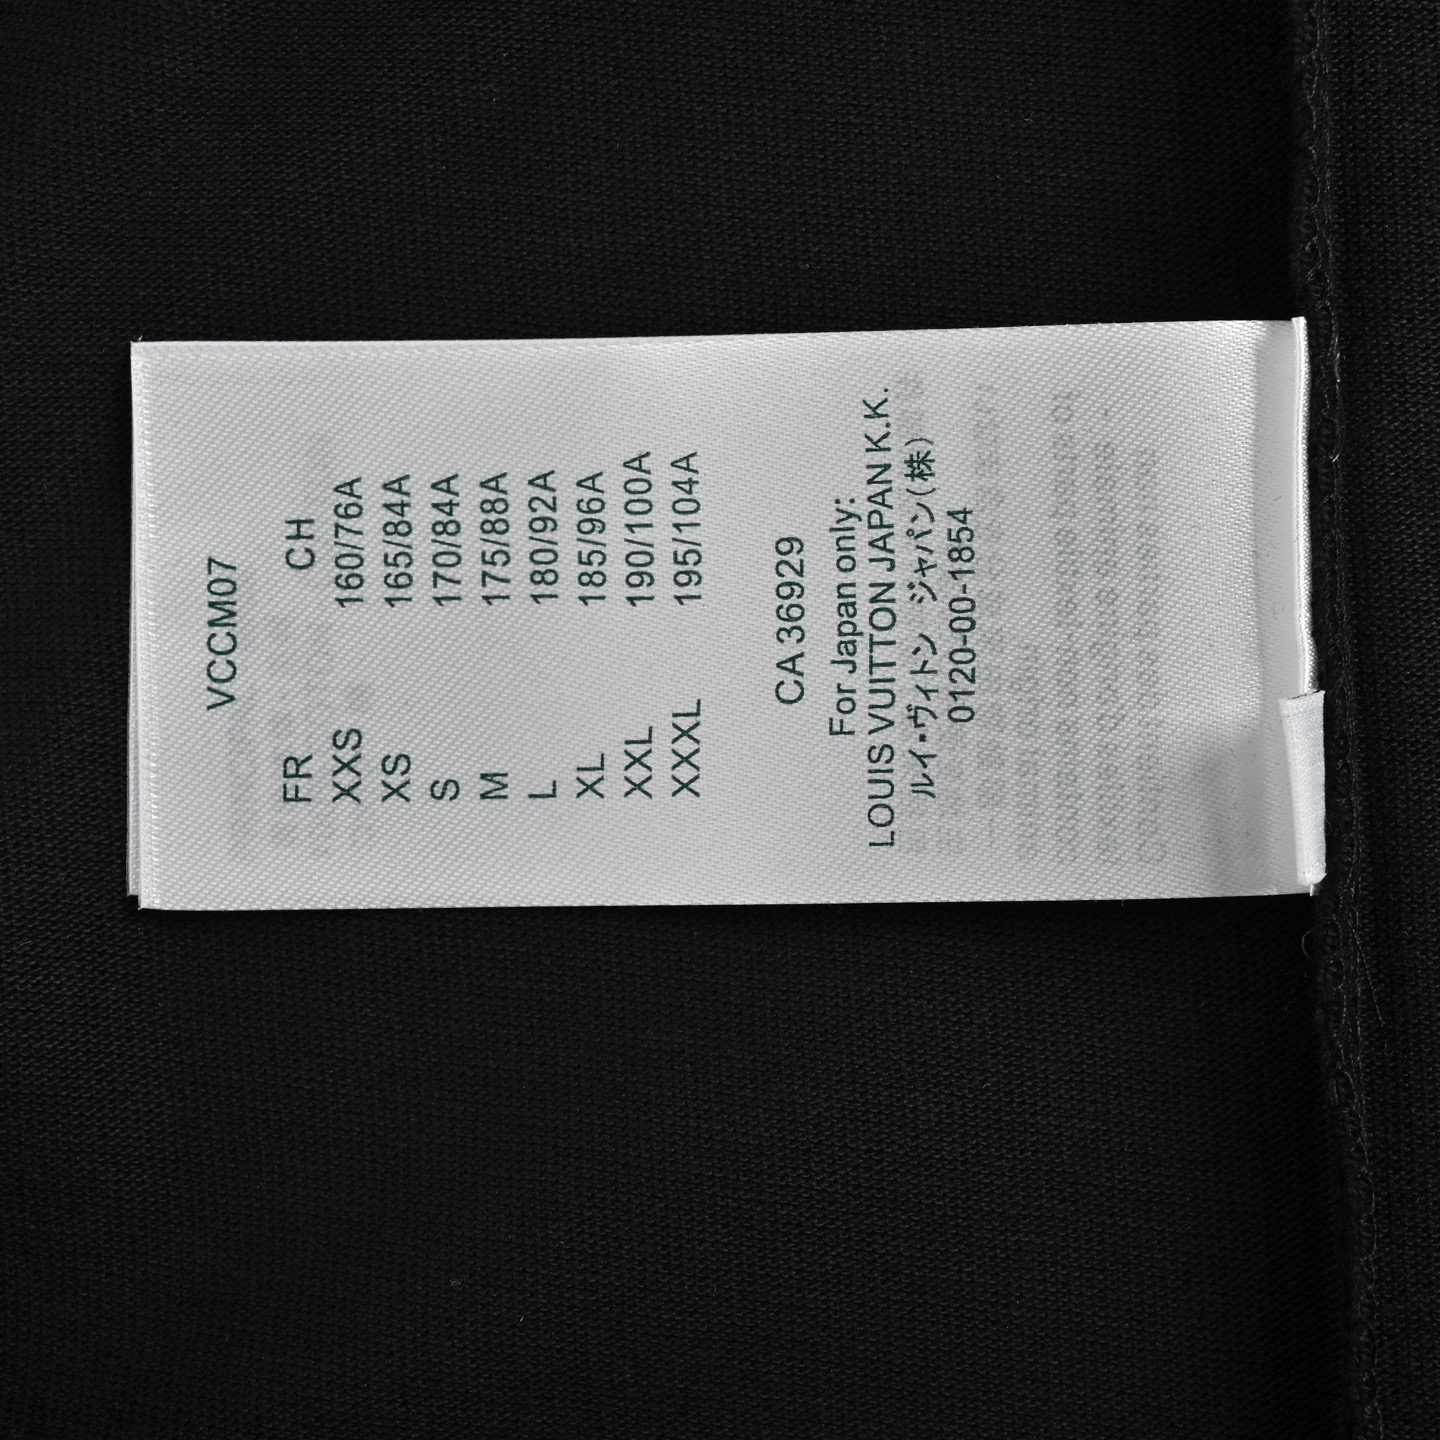 VCCM07
FR CH
XXS 160/76A
XS 165/84A
S 170/84A
M 175/88A
L 180/92A
XL 185/96A
XXL 190/100A
XXXL 195/104A
CA 36929
For Japan only:
LOUIS VUITTON JAPAN K.K.
ルイ・ヴィトン ジャパン(株)
0120-00-1854